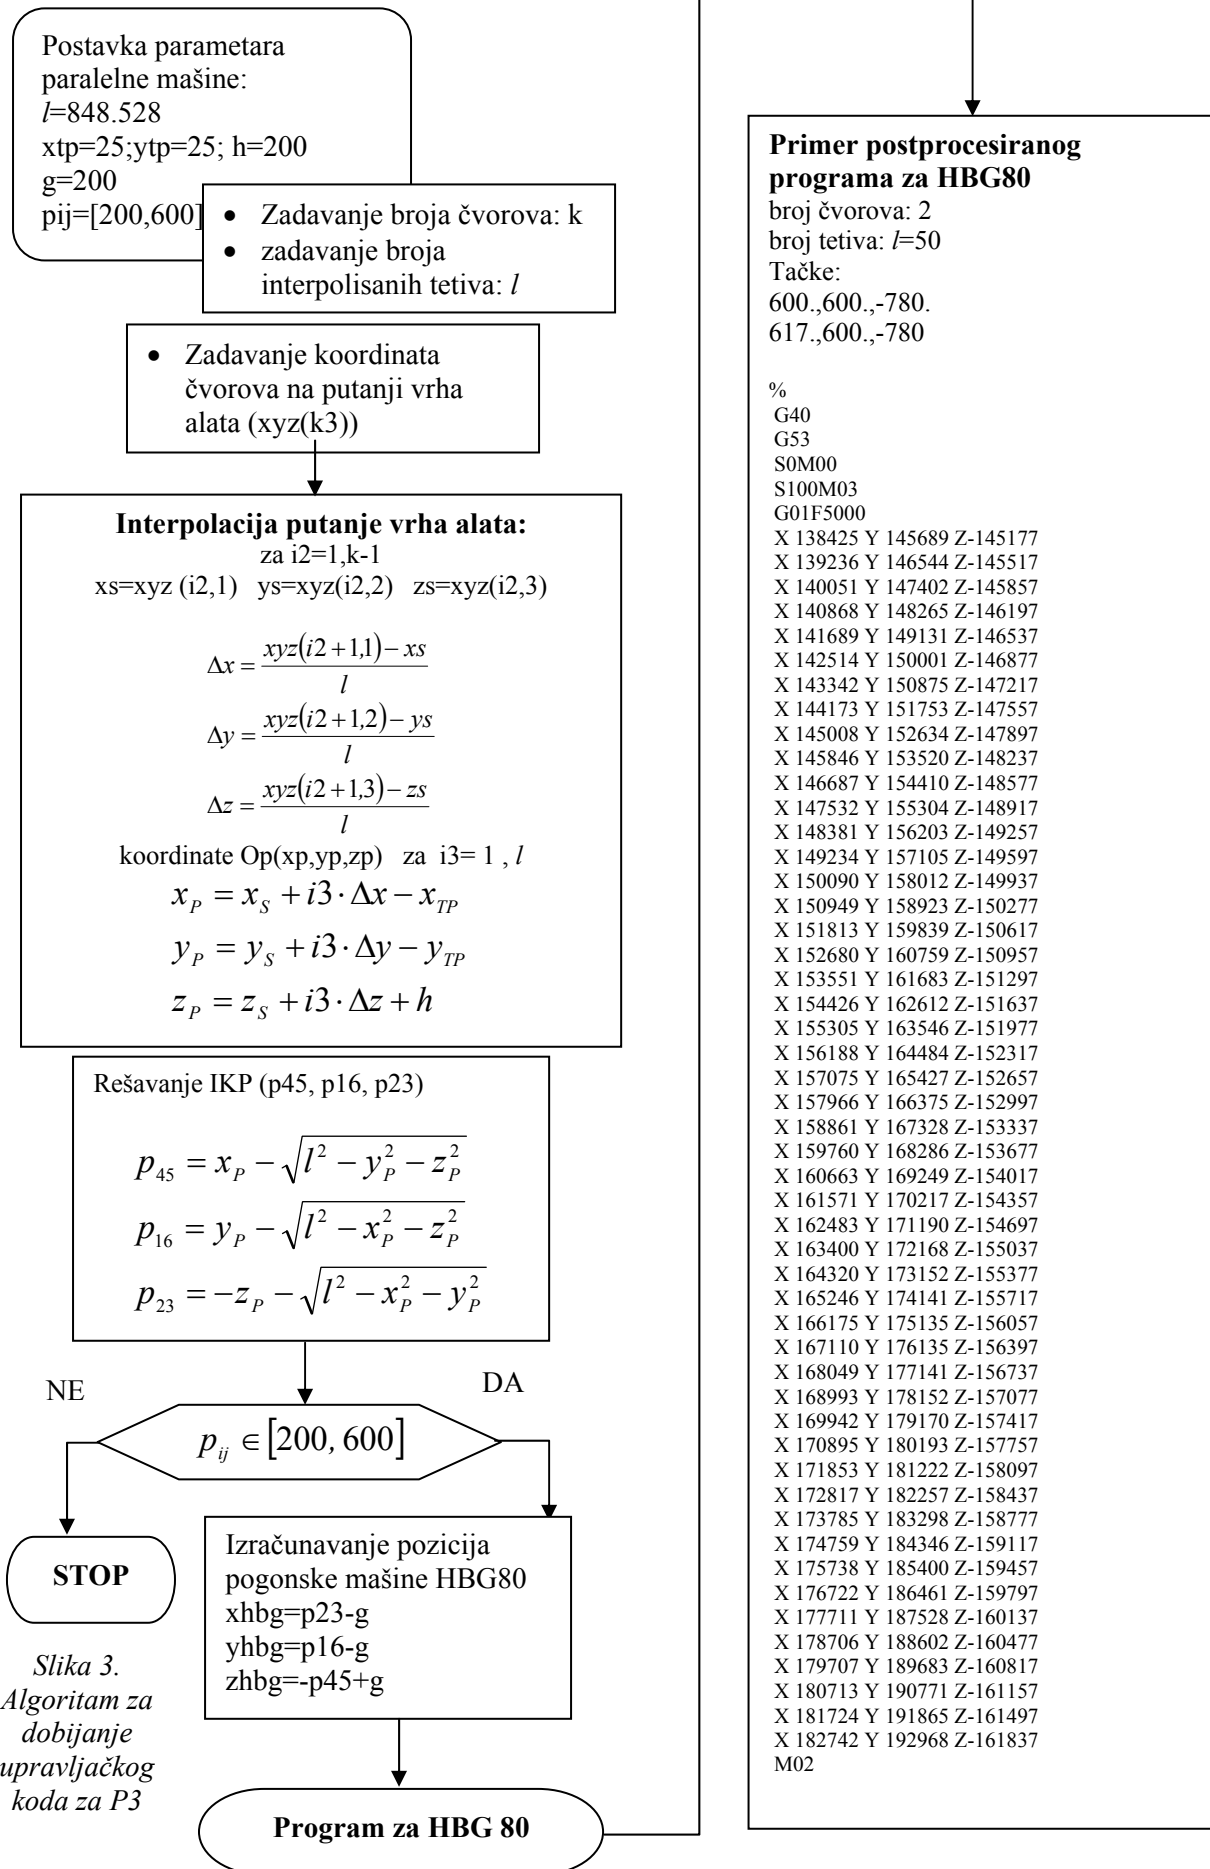 Postavka parametara
paralelne mašine:
l=848.528
xtp=25;ytp=25; h=200
g=200
pij=[200,600]
• Zadavanje broja čvorova: k
• zadavanje broja
interpolisanih tetiva: l
• Zadavanje koordinata
čvorova na putanji vrha
alata (xyz(k3))
Interpolacija putanje vrha alata:
za i2=1,k-1
xs=xyz (i2,1) ys=xyz(i2,2) zs=xyz(i2,3)
Δx = (xyz(i2+1,1) − xs) / l
Δy = (xyz(i2+1,2) − ys) / l
Δz = (xyz(i2+1,3) − zs) / l
koordinate Op(xp,yp,zp) za i3= 1 , l
x_P = x_S + i3·Δx − x_TP
y_P = y_S + i3·Δy − y_TP
z_P = z_S + i3·Δz + h
Rešavanje IKP (p45, p16, p23)
p_45 = x_P − √(l² − y_P² − z_P²)
p_16 = y_P − √(l² − x_P² − z_P²)
p_23 = −z_P − √(l² − x_P² − y_P²)
NE
DA
p_ij ∈ [200, 600]
STOP
Izračunavanje pozicija
pogonske mašine HBG80
xhbg=p23-g
yhbg=p16-g
zhbg=-p45+g
Slika 3.
Algoritam za
dobijanje
upravljačkog
koda za P3
Program za HBG 80
Primer postprocesiranog
programa za HBG80
broj čvorova: 2
broj tetiva: l=50
Tačke:
600.,600.,-780.
617.,600.,-780
%
G40
G53
S0M00
S100M03
G01F5000
X 138425 Y 145689 Z-145177
X 139236 Y 146544 Z-145517
X 140051 Y 147402 Z-145857
X 140868 Y 148265 Z-146197
X 141689 Y 149131 Z-146537
X 142514 Y 150001 Z-146877
X 143342 Y 150875 Z-147217
X 144173 Y 151753 Z-147557
X 145008 Y 152634 Z-147897
X 145846 Y 153520 Z-148237
X 146687 Y 154410 Z-148577
X 147532 Y 155304 Z-148917
X 148381 Y 156203 Z-149257
X 149234 Y 157105 Z-149597
X 150090 Y 158012 Z-149937
X 150949 Y 158923 Z-150277
X 151813 Y 159839 Z-150617
X 152680 Y 160759 Z-150957
X 153551 Y 161683 Z-151297
X 154426 Y 162612 Z-151637
X 155305 Y 163546 Z-151977
X 156188 Y 164484 Z-152317
X 157075 Y 165427 Z-152657
X 157966 Y 166375 Z-152997
X 158861 Y 167328 Z-153337
X 159760 Y 168286 Z-153677
X 160663 Y 169249 Z-154017
X 161571 Y 170217 Z-154357
X 162483 Y 171190 Z-154697
X 163400 Y 172168 Z-155037
X 164320 Y 173152 Z-155377
X 165246 Y 174141 Z-155717
X 166175 Y 175135 Z-156057
X 167110 Y 176135 Z-156397
X 168049 Y 177141 Z-156737
X 168993 Y 178152 Z-157077
X 169942 Y 179170 Z-157417
X 170895 Y 180193 Z-157757
X 171853 Y 181222 Z-158097
X 172817 Y 182257 Z-158437
X 173785 Y 183298 Z-158777
X 174759 Y 184346 Z-159117
X 175738 Y 185400 Z-159457
X 176722 Y 186461 Z-159797
X 177711 Y 187528 Z-160137
X 178706 Y 188602 Z-160477
X 179707 Y 189683 Z-160817
X 180713 Y 190771 Z-161157
X 181724 Y 191865 Z-161497
X 182742 Y 192968 Z-161837
M02